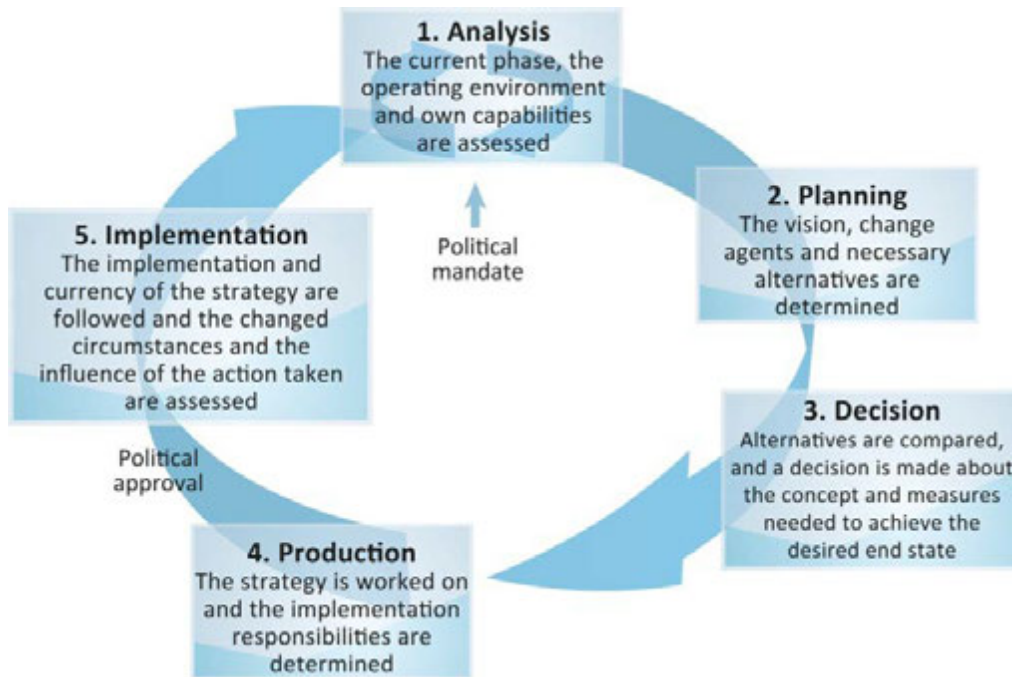 1. Analysis
The current phase, the
operating environment
and own capabilities
are assessed
Political
mandate
2. Planning
The vision, change
agents and necessary
alternatives are
determined
3. Decision
Alternatives are compared,
and a decision is made about
the concept and measures
needed to achieve the
desired end state
4. Production
The strategy is worked on
and the implementation
responsibilities are
determined
Political
approval
5. Implementation
The implementation and
currency of the strategy are
followed and the changed
circumstances and the
influence of the action taken
are assessed